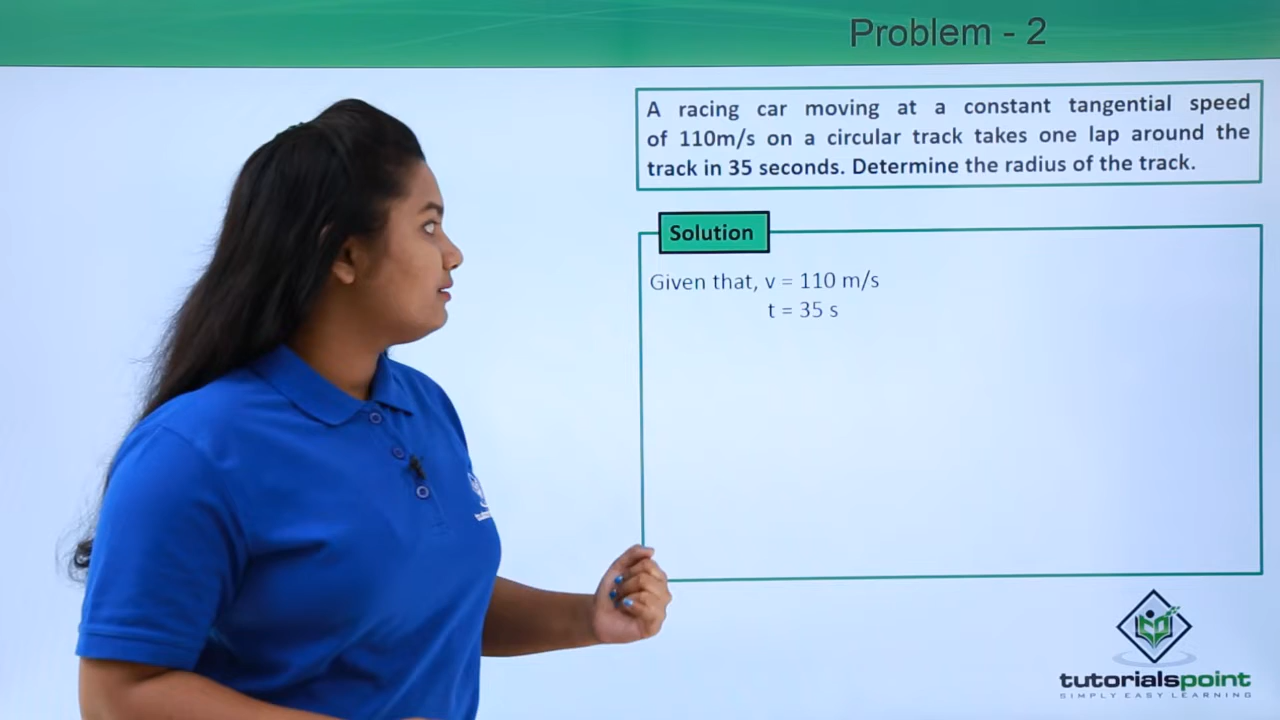 Problem - 2
A racing car moving at a constant tangential speed
of 110m/s on a circular track takes one lap around the
track in 35 seconds. Determine the radius of the track.
Solution
Given that, v = 110 m/s
t = 35 s
tutorialspoint
SIMPLY EASY LEARNING